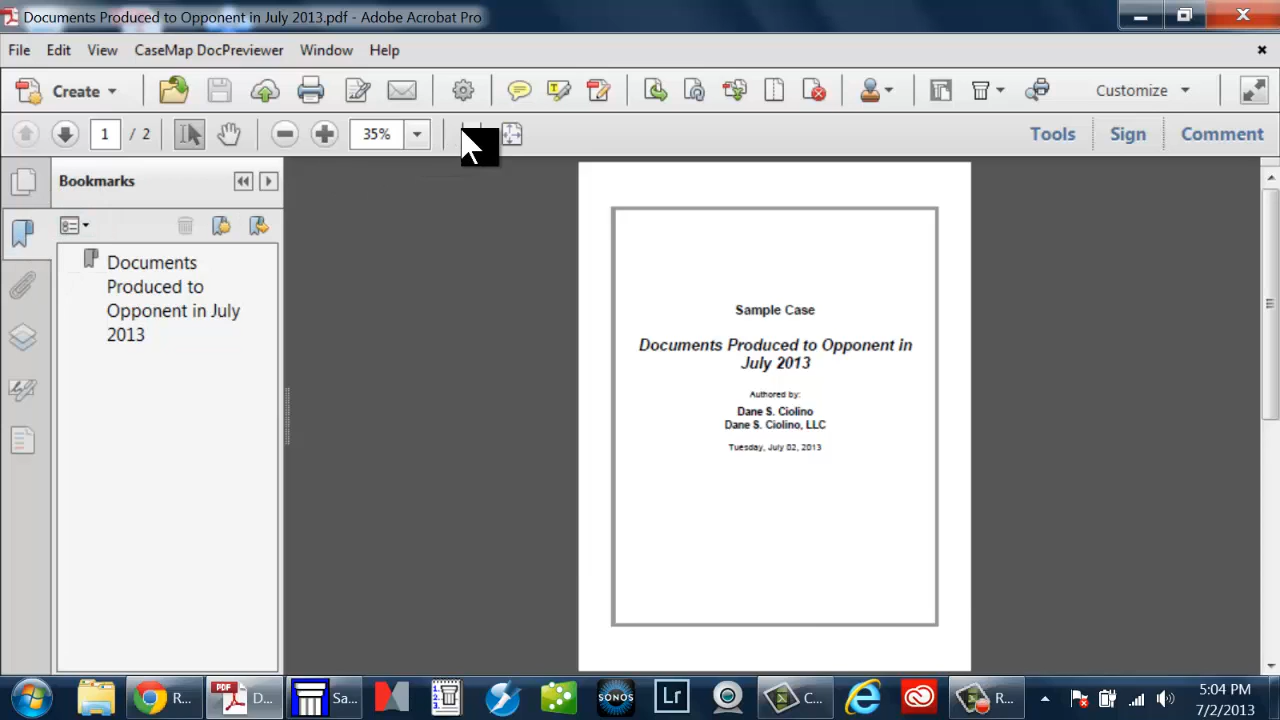 Documents Produced to Opponent in July 2013.pdf - Adobe Acrobat Pro
File Edit View CaseMap DocPreviewer Window Help
Create
Customize
1 / 2
35%
Tools Sign Comment
Bookmarks
Documents
Produced to
Opponent in July
2013
Sample Case
Documents Produced to Opponent in
July 2013
Authored by:
Dane S. Ciolino
Dane S. Ciolino, LLC
Tuesday, July 02, 2013
PDF
R...
D...
Sa...
SONOS
Lr
C...
R...
5:04 PM
7/2/2013